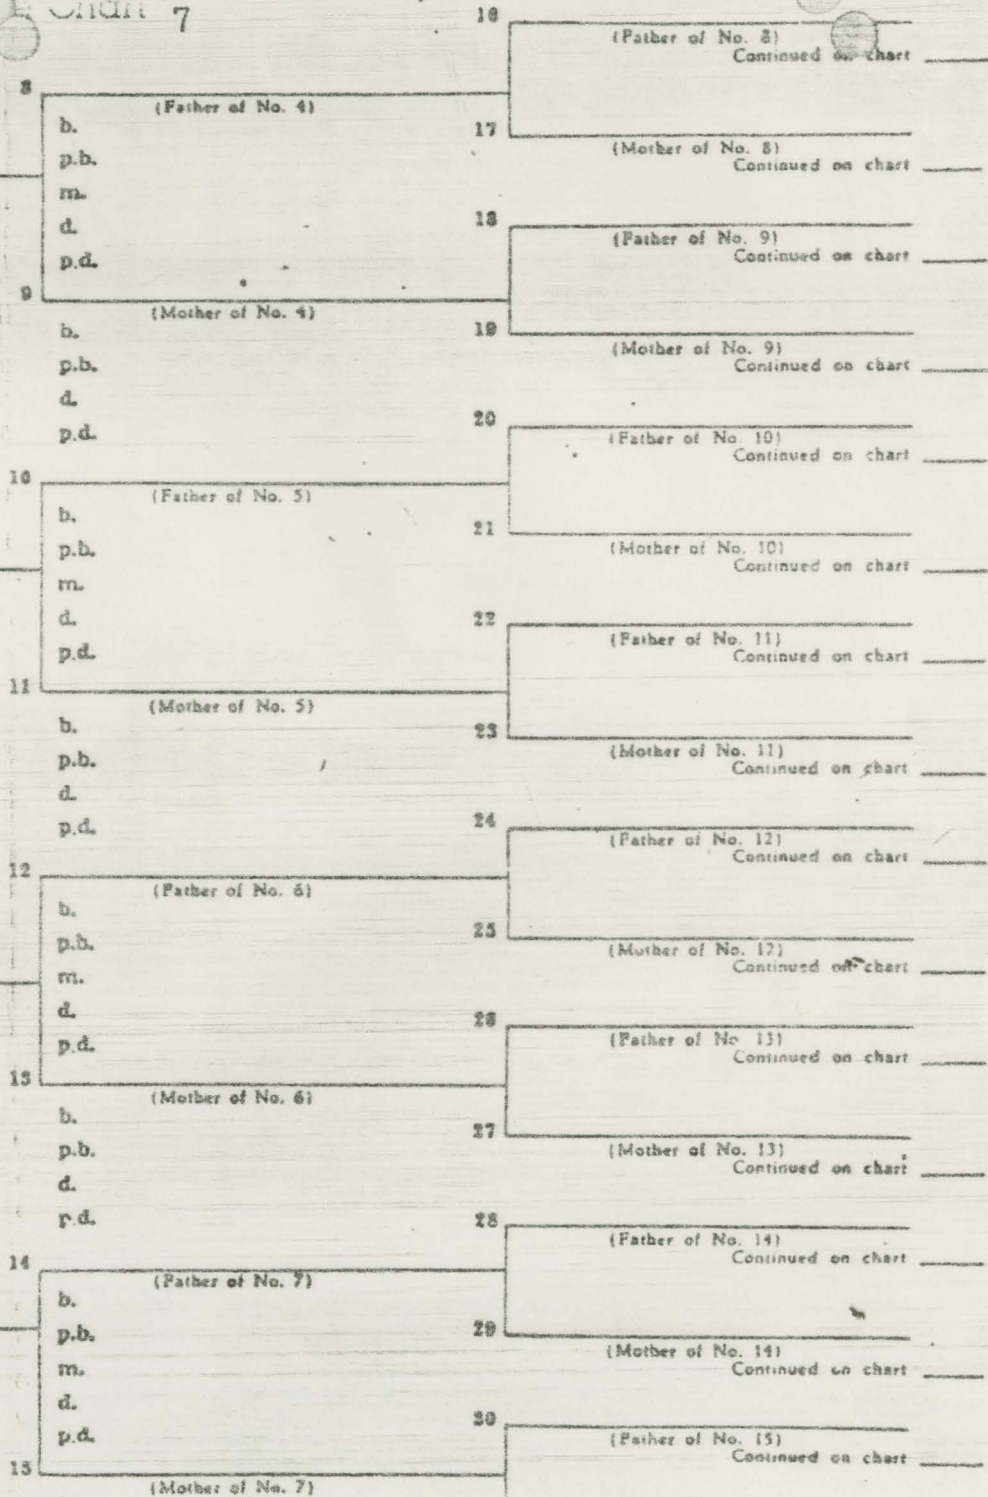 Chart 7
16
(Father of No. 8)
Continued on chart
8
(Father of No. 4)
b.
p.b.
m.
d.
p.d.
17
(Mother of No. 8)
Continued on chart
18
(Father of No. 9)
Continued on chart
9
(Mother of No. 4)
b.
p.b.
d.
p.d.
19
(Mother of No. 9)
Continued on chart
20
(Father of No. 10)
Continued on chart
10
(Father of No. 5)
b.
p.b.
m.
d.
p.d.
21
(Mother of No. 10)
Continued on chart
22
(Father of No. 11)
Continued on chart
11
(Mother of No. 5)
b.
p.b.
d.
p.d.
23
(Mother of No. 11)
Continued on chart
24
(Father of No. 12)
Continued on chart
12
(Father of No. 6)
b.
p.b.
m.
d.
p.d.
25
(Mother of No. 12)
Continued on chart
26
(Father of No 13)
Continued on chart
13
(Mother of No. 6)
b.
p.b.
d.
p.d.
27
(Mother of No. 13)
Continued on chart
28
(Father of No. 14)
Continued on chart
14
(Father of No. 7)
b.
p.b.
m.
d.
p.d.
29
(Mother of No. 14)
Continued on chart
30
(Father of No. 15)
Continued on chart
15
(Mother of No. 7)